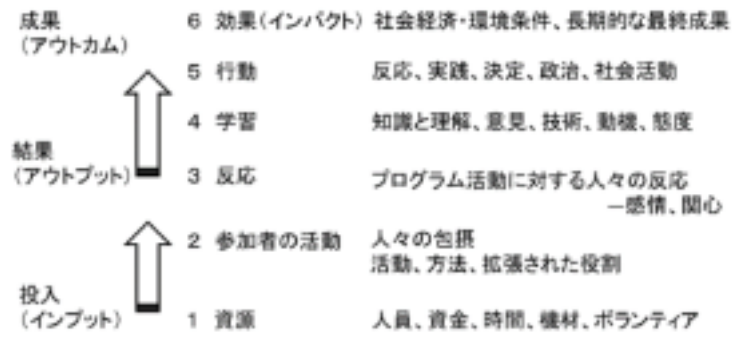 成果 6 効果(インパクト) 社会経済・環境条件、長期的な最終成果
(アウトカム)
5 行動 反応、実践、決定、政治、社会活動
4 学習 知識と理解、意見、技術、動機、態度
結果
(アウトプット) 3 反応 プログラム活動に対する人々の反応
―感情、関心
2 参加者の活動 人々の包摂
活動、方法、拡張された役割
投入
(インプット) 1 資源 人員、資金、時間、機材、ボランティア